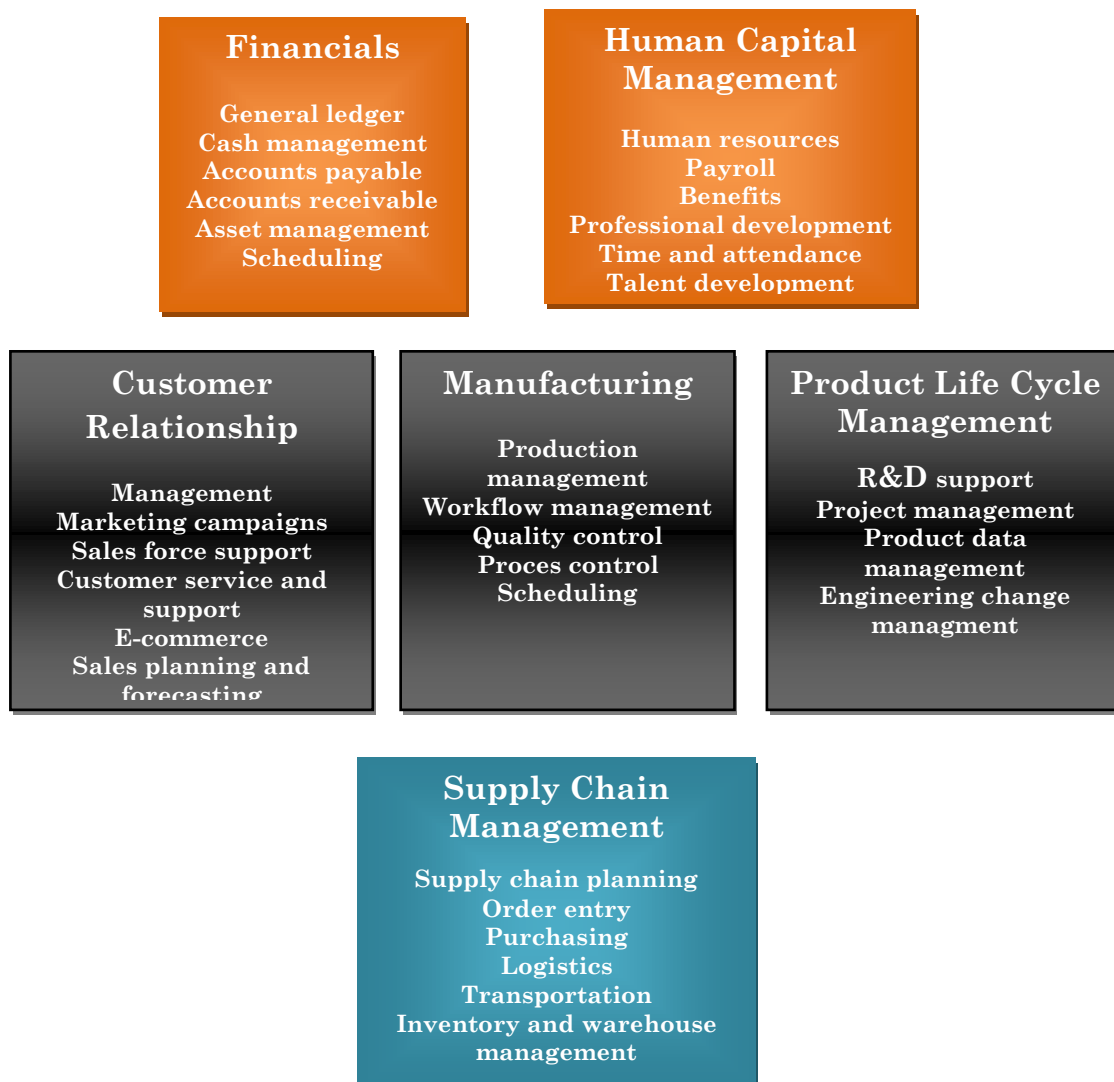 Financials
General ledger
Cash management
Accounts payable
Accounts receivable
Asset management
Scheduling
Human Capital
Management
Human resources
Payroll
Benefits
Professional development
Time and attendance
Talent development
Customer
Relationship
Management
Marketing campaigns
Sales force support
Customer service and
support
E-commerce
Sales planning and
forecasting
Manufacturing
Production
management
Workflow management
Quality control
Proces control
Scheduling
Product Life Cycle
Management
R&D support
Project management
Product data
management
Engineering change
managment
Supply Chain
Management
Supply chain planning
Order entry
Purchasing
Logistics
Transportation
Inventory and warehouse
management